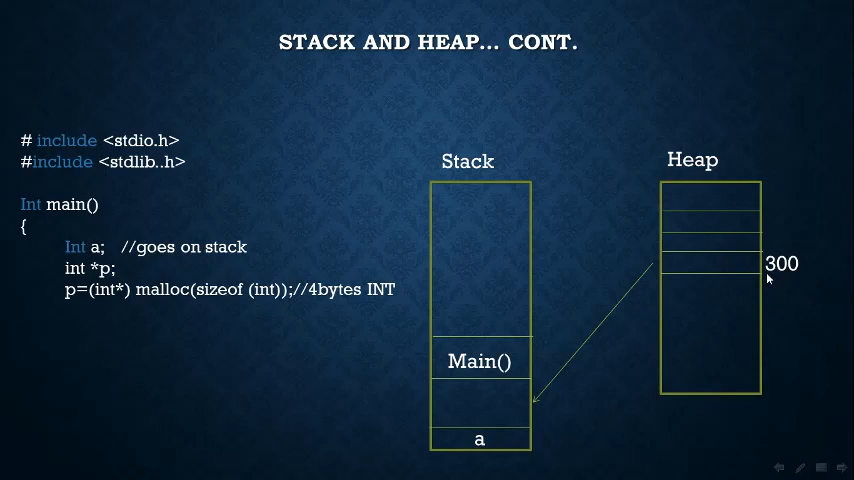 STACK AND HEAP... CONT.
# include <stdio.h>
#include <stdlib..h>
Int main()
{
Int a; //goes on stack
int *p;
p=(int*) malloc(sizeof (int));//4bytes INT
Stack
Main()
a
Heap
300